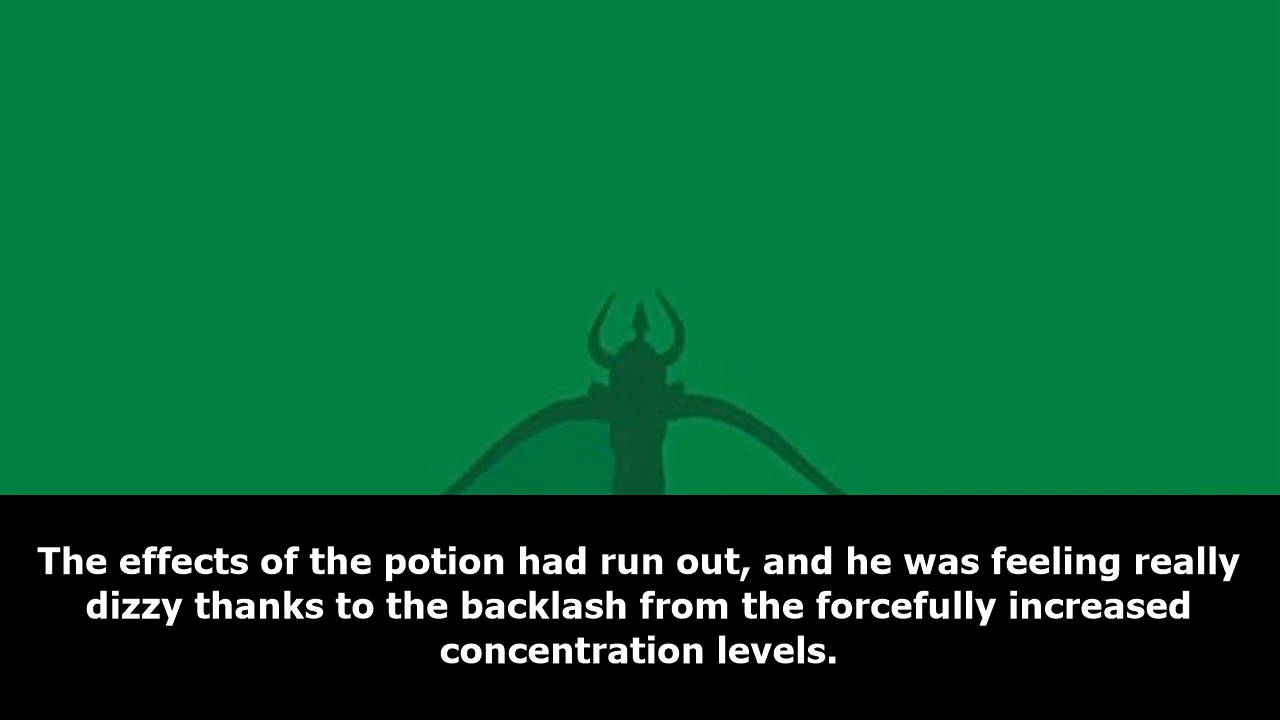 The effects of the potion had run out, and he was feeling really
dizzy thanks to the backlash from the forcefully increased
concentration levels.